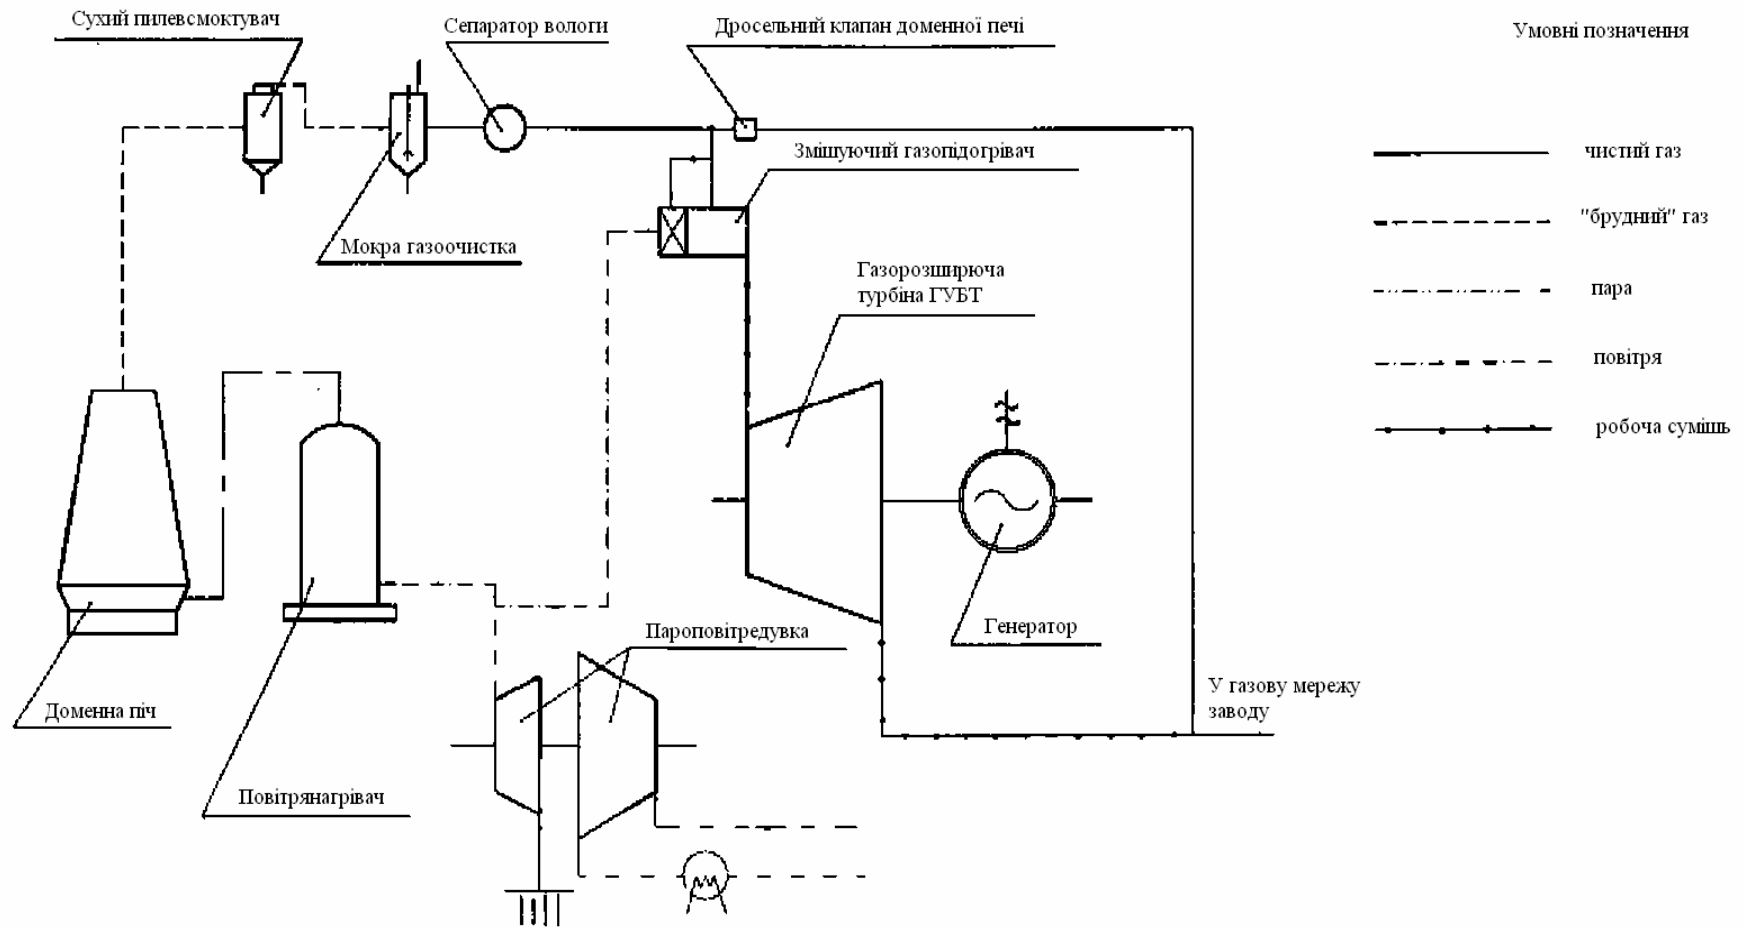 Сухий пилевсмоктувач
Сепаратор вологи
Дросельний клапан доменної печі
Умовні позначення
Змішуючий газопідогрівач
чистий газ
"брудний" газ
Мокра газоочистка
Газорозширюча
турбіна ГУБТ
пара
повітря
робоча суміш
Пароповітредувка
Генератор
Доменна піч
У газову мережу
заводу
Повітрянагрівач